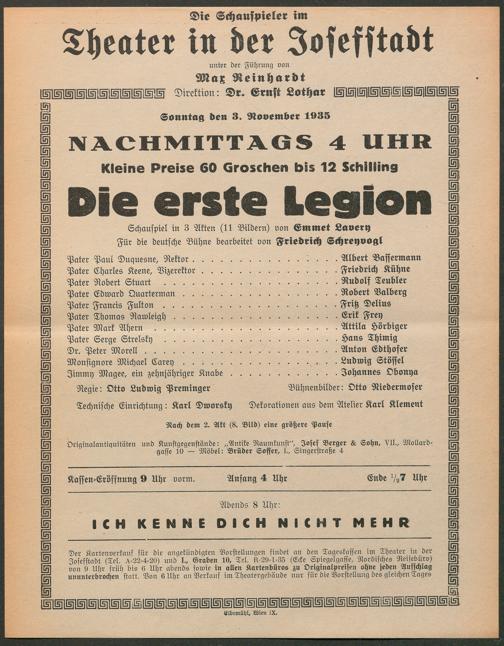 Die Schauspieler im
Theater in der Josefstadt
unter der Führung von
Max Reinhardt
Direktion: Dr. Ernst Lothar
Sonntag den 3. November 1935
NACHMITTAGS 4 UHR
Kleine Preise 60 Groschen bis 12 Schilling
Die erste Legion
Schauspiel in 3 Akten (11 Bildern) von Emmet Lavery
Für die deutsche Bühne bearbeitet von Friedrich Schreyvogl
Pater Paul Duquesne, Rektor . . . . . . . . . . Albert Bassermann
Pater Charles Keene, Vizerektor . . . . . . . . . . Friedrich Kühne
Pater Robert Stuart . . . . . . . . . . Rudolf Teubler
Pater Edward Quarterman . . . . . . . . . . Robert Valberg
Pater Francis Fulton . . . . . . . . . . Fritz Delius
Pater Thomas Rawleigh . . . . . . . . . . Erik Frey
Pater Mark Ahern . . . . . . . . . . Attila Hörbiger
Pater Serge Strelsky . . . . . . . . . . Hans Thimig
Dr. Peter Morell . . . . . . . . . . Anton Edthofer
Monsignore Michael Carey . . . . . . . . . . Ludwig Stössel
Jimmy Magee, ein zehnjähriger Knabe . . . . . . . . . . Johannes Obonya
Regie: Otto Ludwig Preminger Bühnenbilder: Otto Niedermoser
Technische Einrichtung: Karl Dworsky Dekorationen aus dem Atelier Karl Klement
Nach dem 2. Akt (8. Bild) eine größere Pause
Originalantiquitäten und Kunstgegenstände: „Antike Raumkunst“, Josef Berger & Sohn, VII., Mollard-
gasse 10 — Möbel: Brüder Soffer, I., Singerstraße 4
Kassen-Eröffnung 9 Uhr vorm. Anfang 4 Uhr Ende ½7 Uhr
Abends 8 Uhr:
ICH KENNE DICH NICHT MEHR
Der Kartenverkauf für die angekündigten Vorstellungen findet an den Tageskassen im Theater in der
Josefstadt (Tel. A-22-4-20) und I., Graben 10, Tel. R-29-1-35 (Ecke Spiegelgasse, Nordisches Reisebüro)
von 9 Uhr früh bis 6 Uhr abends sowie in allen Kartenbüros zu Originalpreisen ohne jeden Aufschlag
ununterbrochen statt. Von 6 Uhr an Verkauf im Theatergebäude nur für die Vorstellung des gleichen Tages
Elbemühl, Wien IX.